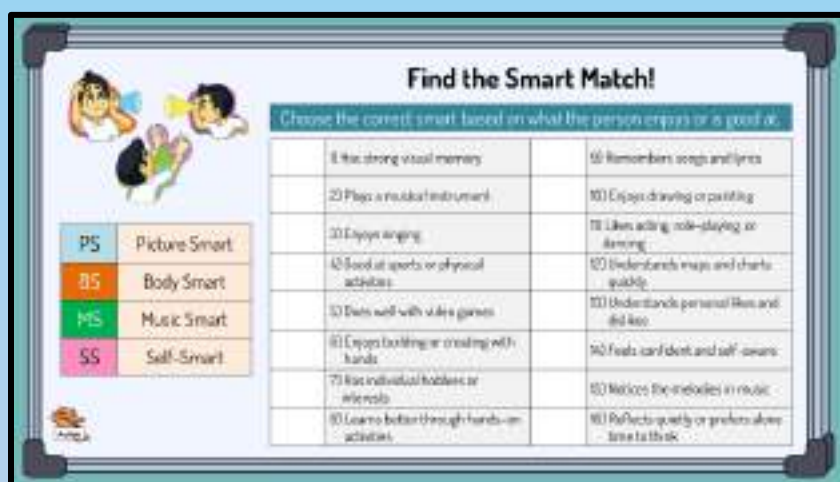 Find the Smart Match!
Choose the correct smart based on what the person enjoys or is good at.
PS Picture Smart
BS Body Smart
MS Music Smart
SS Self-Smart
1) Has strong visual memory
2) Plays a musical instrument
3) Enjoys singing
4) Good at sports or physical
activities
5) Does well with video games
6) Enjoys building or creating with
hands
7) Has individual hobbies or
interests
8) Learns better through hands-on
activities
9) Remembers songs and lyrics
10) Enjoys drawing or painting
11) Likes acting, role-playing, or
dancing
12) Understands maps and charts
quickly
13) Understands personal likes and
dislikes
14) Feels confident and self-aware
15) Notices the melodies in music
16) Reflects quietly or prefers alone
time to think